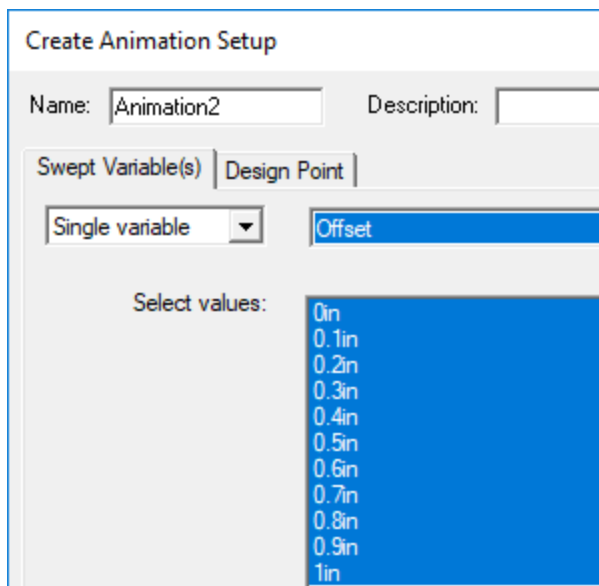 Create Animation Setup
Name: Animation2 Description:
Swept Variable(s) Design Point
Single variable Offset
Select values:
0in
0.1in
0.2in
0.3in
0.4in
0.5in
0.6in
0.7in
0.8in
0.9in
1in